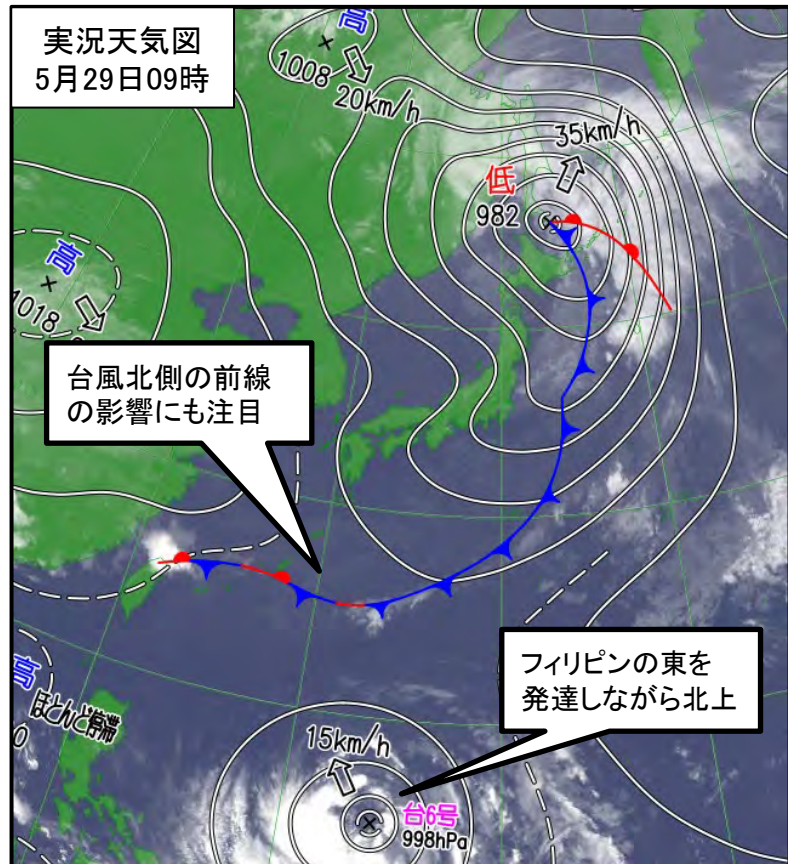 実況天気図
5月29日09時
高
1008
20km/h
35km/h
低
982
高
1018
台風北側の前線
の影響にも注目
フィリピンの東を
発達しながら北上
高
ほとんど停滞
0
15km/h
台6号
998hPa